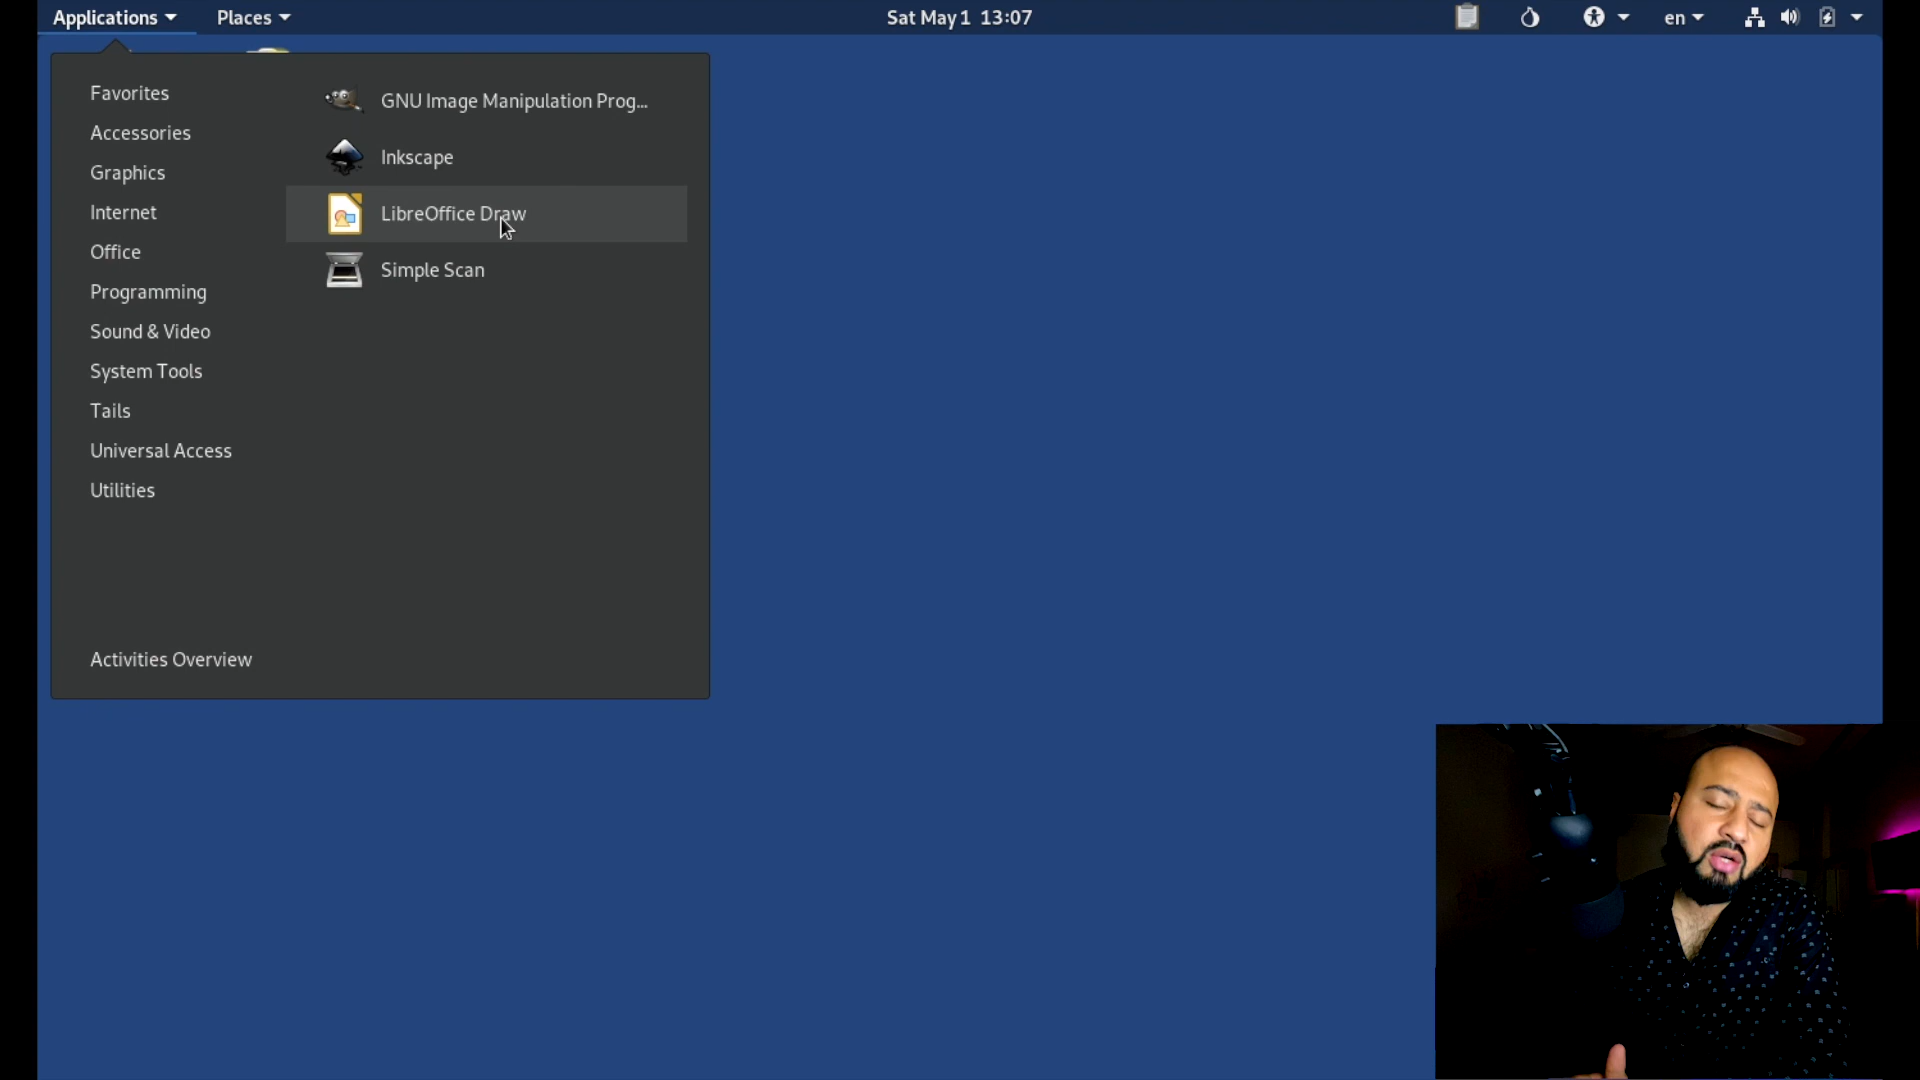 Applications Places Sat May 1 13:07 en
Favorites
Accessories
Graphics
Internet
Office
Programming
Sound & Video
System Tools
Tails
Universal Access
Utilities
Activities Overview
GNU Image Manipulation Prog...
Inkscape
LibreOffice Draw
Simple Scan